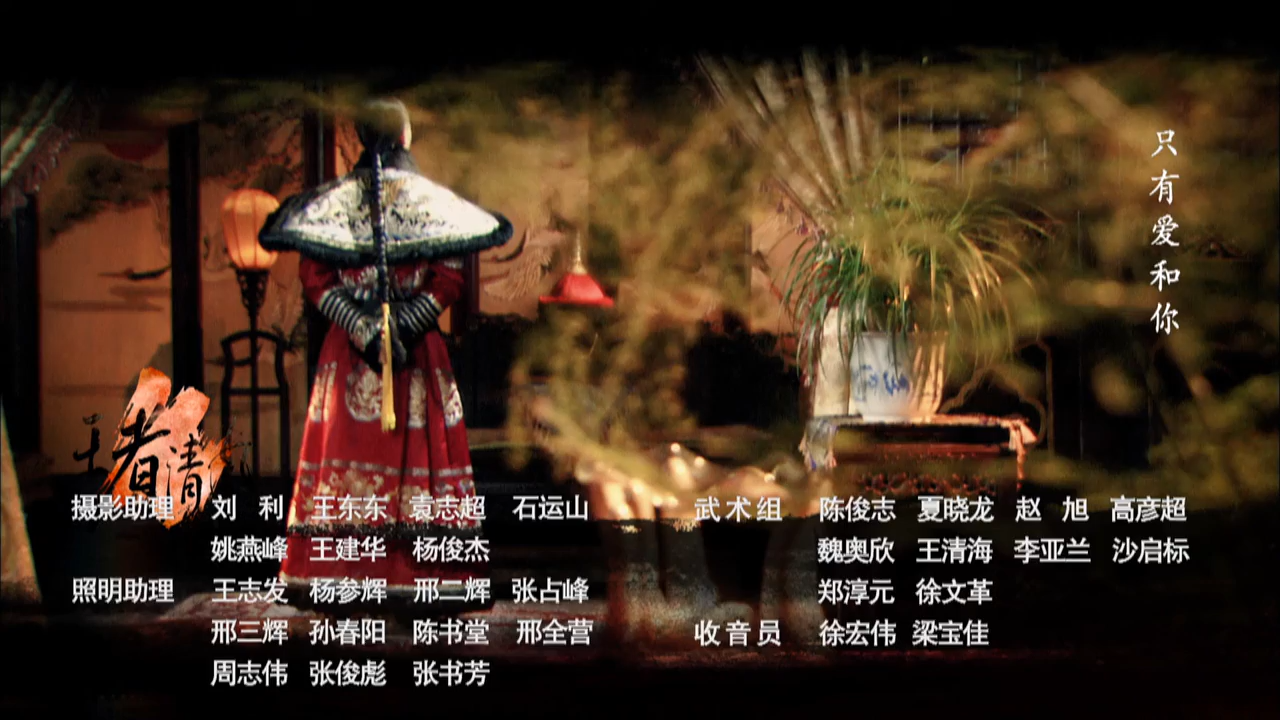 只有爱和你
王者清风
摄影助理 刘 利 王东东 袁志超 石运山
姚燕峰 王建华 杨俊杰
照明助理 王志发 杨参辉 邢二辉 张占峰
邢三辉 孙春阳 陈书堂 邢全营
周志伟 张俊彪 张书芳
武术组 陈俊志 夏晓龙 赵 旭 高彦超
魏奥欣 王清海 李亚兰 沙启标
郑淳元 徐文革
收音员 徐宏伟 梁宝佳